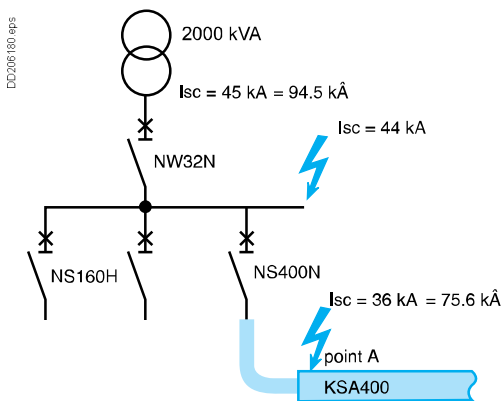 DD206180.eps
2000 kVA
Isc = 45 kA = 94.5 kÂ
Isc = 44 kA
NW32N
NS160H
NS400N
Isc = 36 kA = 75.6 kÂ
point A
KSA400